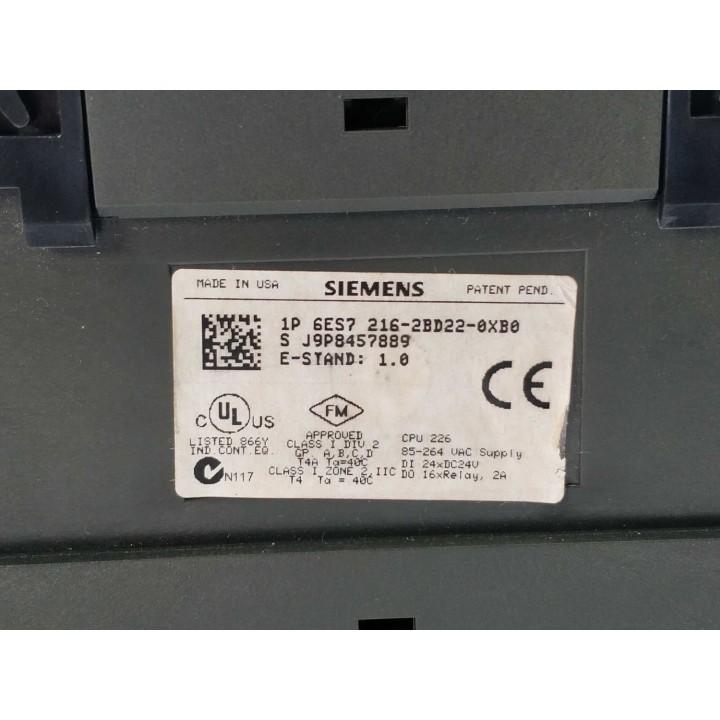 MADE IN USA SIEMENS PATENT PEND.
1P 6ES7 216-2BD22-0XB0
S J9P8457889
E-STAND: 1.0
CE
C UL US
LISTED 866Y
IND.CONT.EQ.
N117
FM
APPROVED
CLASS I DIV 2
GP. A,B,C,D
T4A Ta=40C
CLASS I ZONE 2,IIC
T4 Ta = 40C
CPU 226
85-264 VAC Supply
DI 24xDC24V
DO 16xRelay, 2A